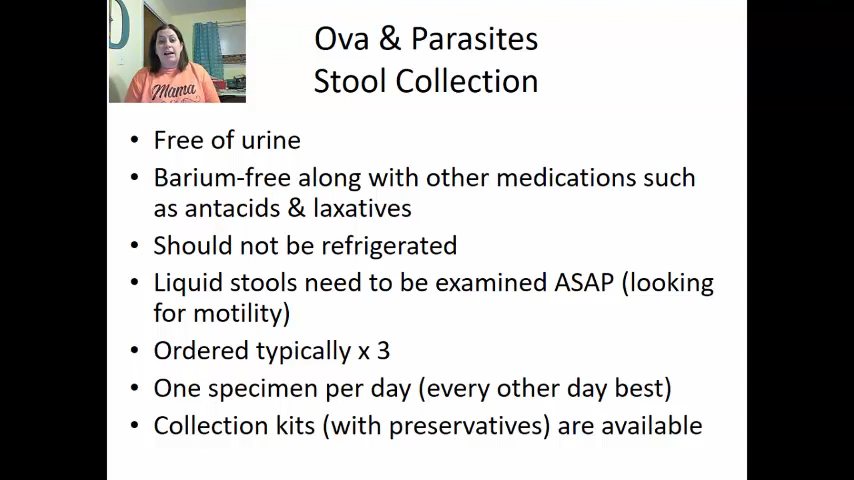 Mama
Ova & Parasites
Stool Collection
• Free of urine
• Barium-free along with other medications such
as antacids & laxatives
• Should not be refrigerated
• Liquid stools need to be examined ASAP (looking
for motility)
• Ordered typically x 3
• One specimen per day (every other day best)
• Collection kits (with preservatives) are available